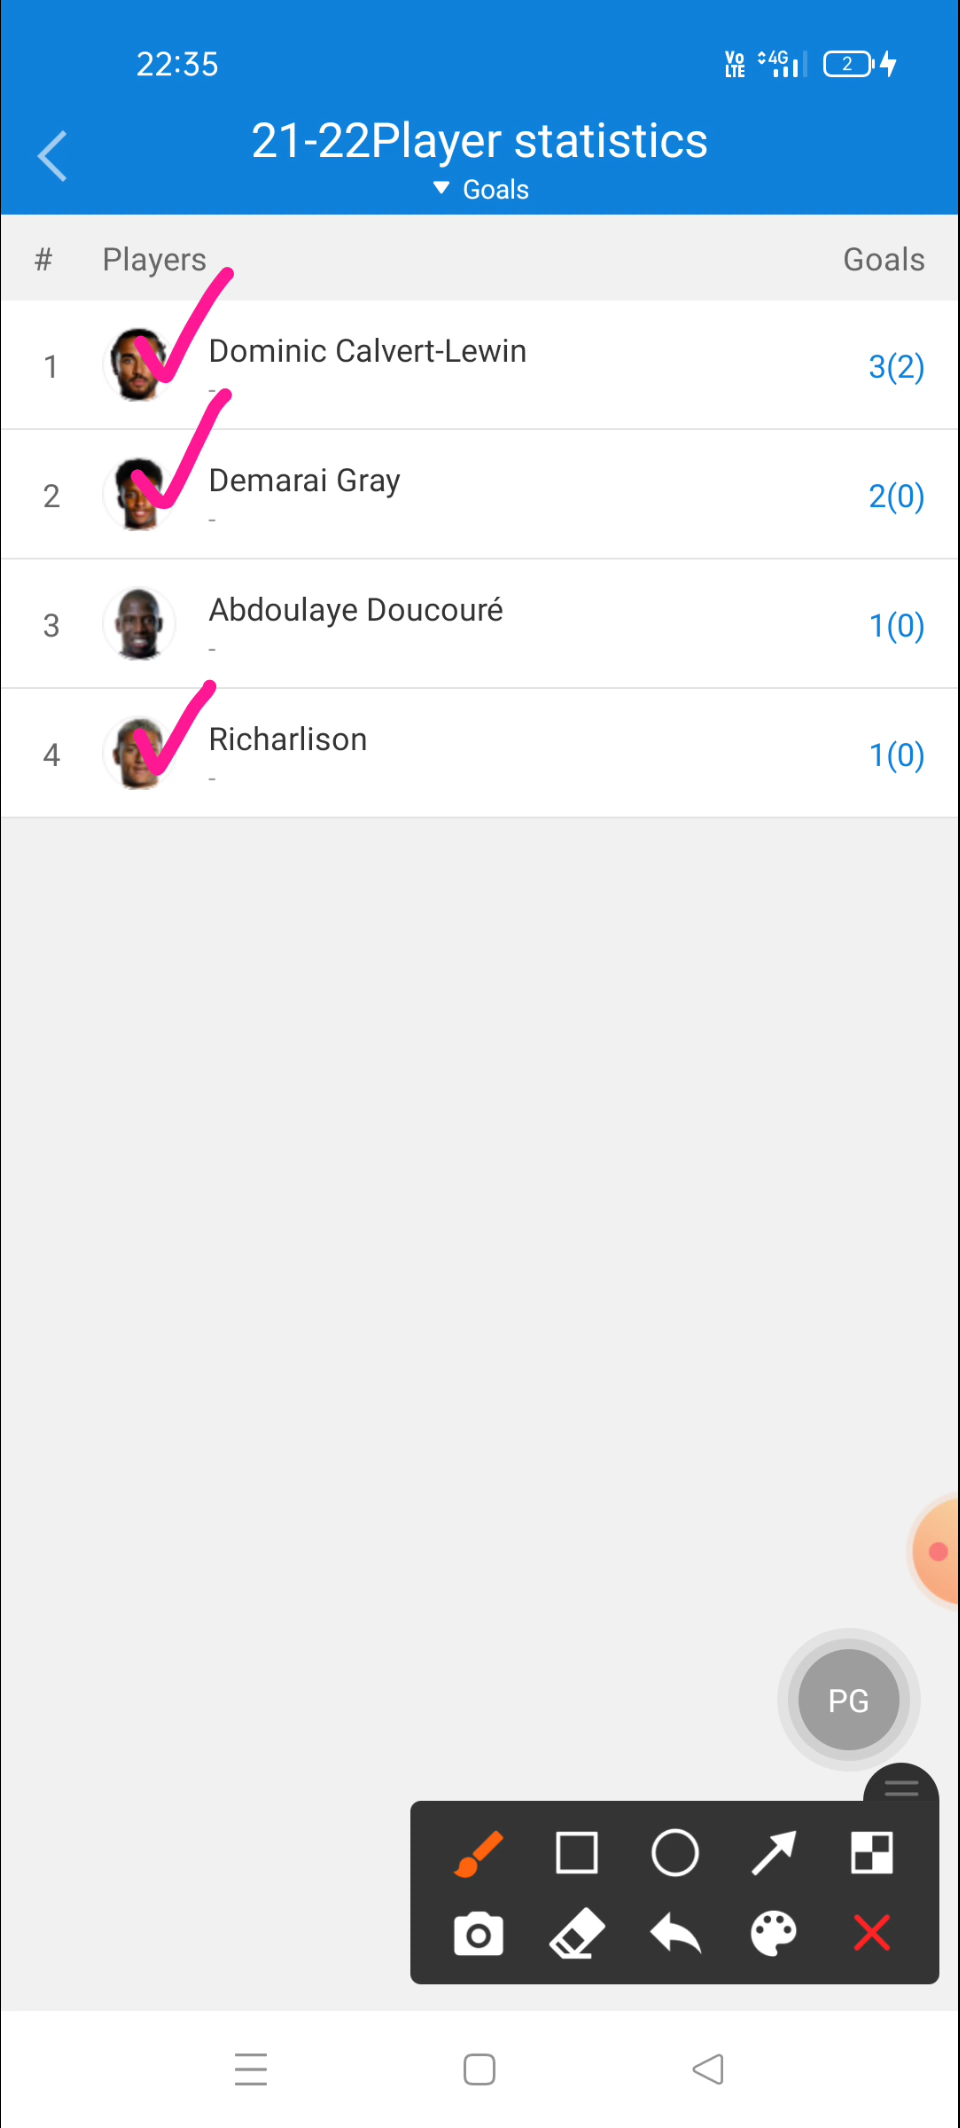 22:35 Vo LTE 4G 2
21-22Player statistics
Goals
# Players Goals
1 Dominic Calvert-Lewin 3(2)
-
2 Demarai Gray 2(0)
-
3 Abdoulaye Doucouré 1(0)
-
4 Richarlison 1(0)
-
PG